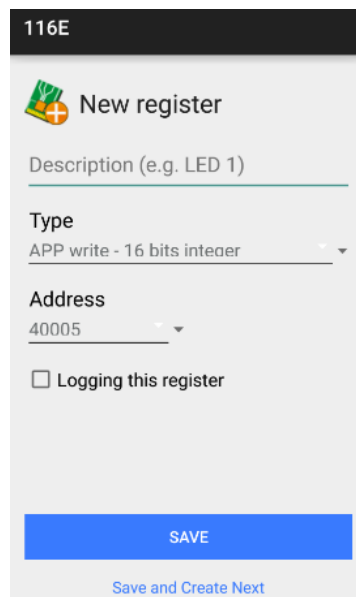 116E
New register
Description (e.g. LED 1)
Type
APP write - 16 bits integer
Address
40005
Logging this register
SAVE
Save and Create Next